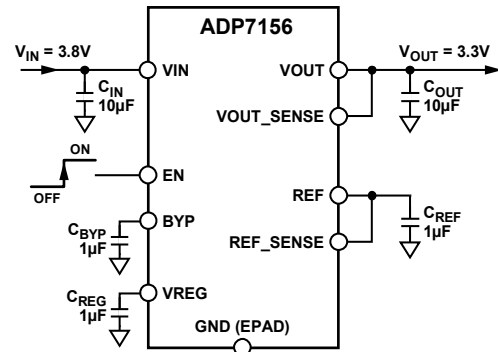 ADP7156
VIN = 3.8V
VIN
VOUT
VOUT = 3.3V
CIN
10µF
COUT
10µF
VOUT_SENSE
ON
OFF
EN
REF
CREF
1µF
BYP
CBYP
1µF
REF_SENSE
VREG
CREG
1µF
GND (EPAD)